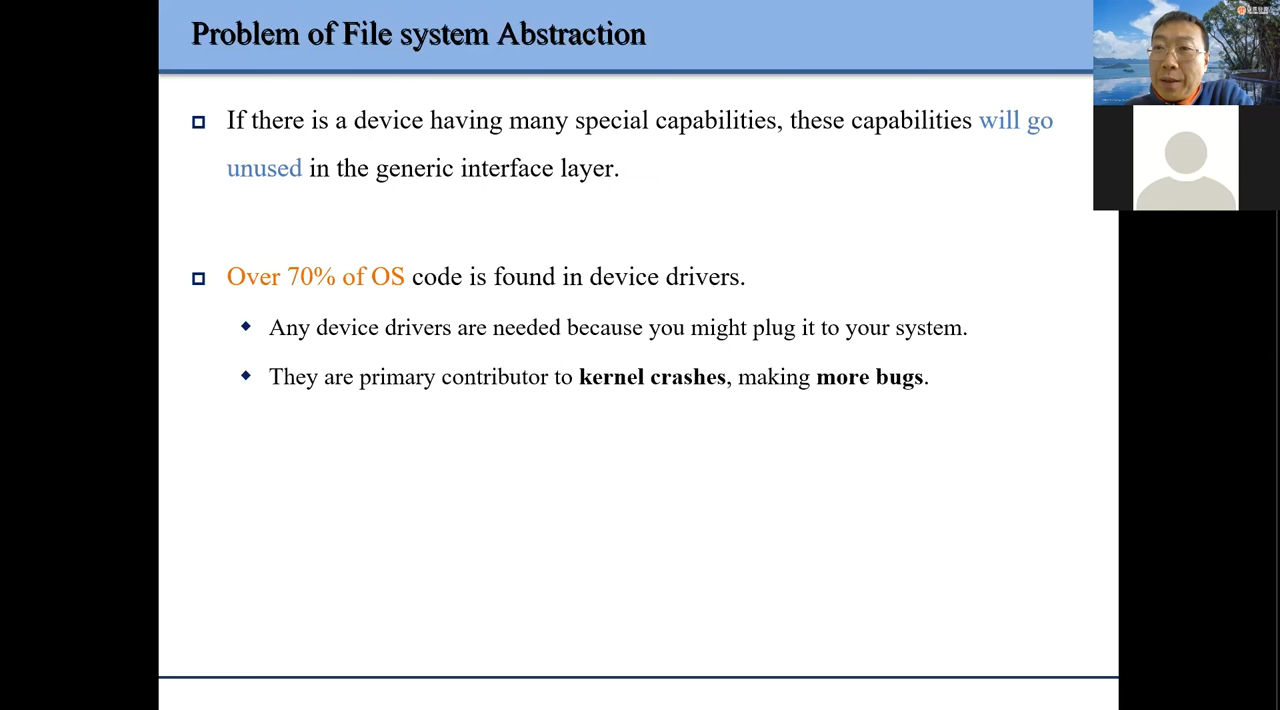 Problem of File system Abstraction
If there is a device having many special capabilities, these capabilities will go
unused in the generic interface layer.
Over 70% of OS code is found in device drivers.
Any device drivers are needed because you might plug it to your system.
They are primary contributor to kernel crashes, making more bugs.